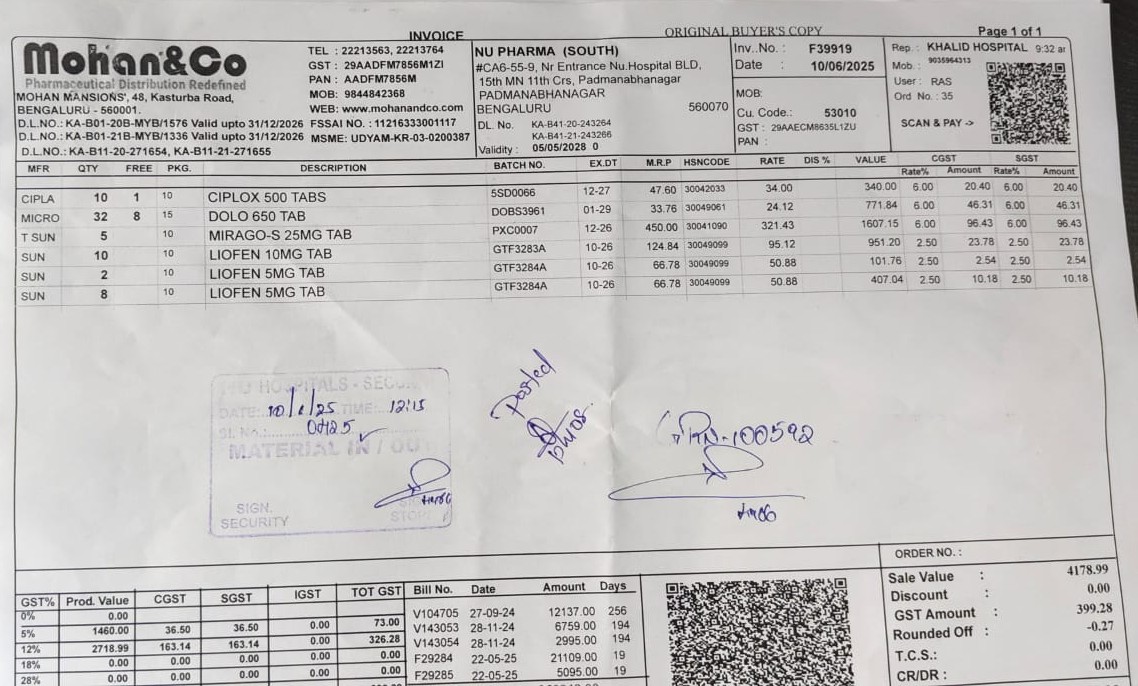 INVOICE
ORIGINAL BUYER'S COPY
Page 1 of 1
Mohan&Co
Pharmaceutical Distribution Redefined
MOHAN MANSIONS', 48, Kasturba Road,
BENGALURU - 560001.
D.L.NO.: KA-B01-20B-MYB/1576 Valid upto 31/12/2026
D.L.NO.: KA-B01-21B-MYB/1336 Valid upto 31/12/2026
D.L.NO.: KA-B11-20-271654, KA-B11-21-271655
TEL : 22213563, 22213764
GST : 29AADFM7856M1ZI
PAN : AADFM7856M
MOB: 9844842368
WEB: www.mohanandco.com
FSSAI NO. : 11216333001117
MSME: UDYAM-KR-03-0200387
NU PHARMA (SOUTH)
#CA6-55-9, Nr Entrance Nu.Hospital BLD,
15th MN 11th Crs, Padmanabhanagar
PADMANABHANAGAR
BENGALURU 560070
DL. No. KA-B41-20-243264
KA-B41-21-243266
Validity : 05/05/2028 0
Inv..No. : F39919
Date : 10/06/2025
MOB:
Cu. Code.: 53010
GST : 29AAECM8635L1ZU
PAN :
Rep.: KHALID HOSPITAL 9:32 ar
Mob. : 9035964313
User : RAS
Ord No. : 35
SCAN & PAY ->
MFR QTY FREE PKG. DESCRIPTION BATCH NO. EX.DT M.R.P HSNCODE RATE DIS % VALUE CGST SGST
Rate% Amount Rate% Amount
CIPLA 10 1 10 CIPLOX 500 TABS 5SD0066 12-27 47.60 30042033 34.00 340.00 6.00 20.40 6.00 20.40
MICRO 32 8 15 DOLO 650 TAB DOBS3961 01-29 33.76 30049061 24.12 771.84 6.00 46.31 6.00 46.31
T SUN 5 10 MIRAGO-S 25MG TAB PXC0007 12-26 450.00 30041090 321.43 1607.15 6.00 96.43 6.00 96.43
SUN 10 10 LIOFEN 10MG TAB GTF3283A 10-26 124.84 30049099 95.12 951.20 2.50 23.78 2.50 23.78
SUN 2 10 LIOFEN 5MG TAB GTF3284A 10-26 66.78 30049099 50.88 101.76 2.50 2.54 2.50 2.54
SUN 8 10 LIOFEN 5MG TAB GTF3284A 10-26 66.78 30049099 50.88 407.04 2.50 10.18 2.50 10.18
HOSPITALS - SECU
DATE: 10/6/25 TIME: 12:15
SL No.:
MATERIAL IN / OUT
SIGN.
SECURITY
Posted
GRN-100592
ORDER NO. :
Sale Value : 4178.99
Discount : 0.00
GST Amount : 399.28
Rounded Off : -0.27
T.C.S.: 0.00
CR/DR : 0.00
GST% Prod. Value CGST SGST IGST TOT GST
0% 0.00
5% 1460.00 36.50 36.50 0.00 73.00
12% 2718.99 163.14 163.14 0.00 326.28
18% 0.00 0.00 0.00 0.00 0.00
28% 0.00 0.00 0.00 0.00 0.00
Bill No. Date Amount Days
V104705 27-09-24 12137.00 256
V143053 28-11-24 6759.00 194
V143054 28-11-24 2995.00 194
F29284 22-05-25 21109.00 19
F29285 22-05-25 5095.00 19